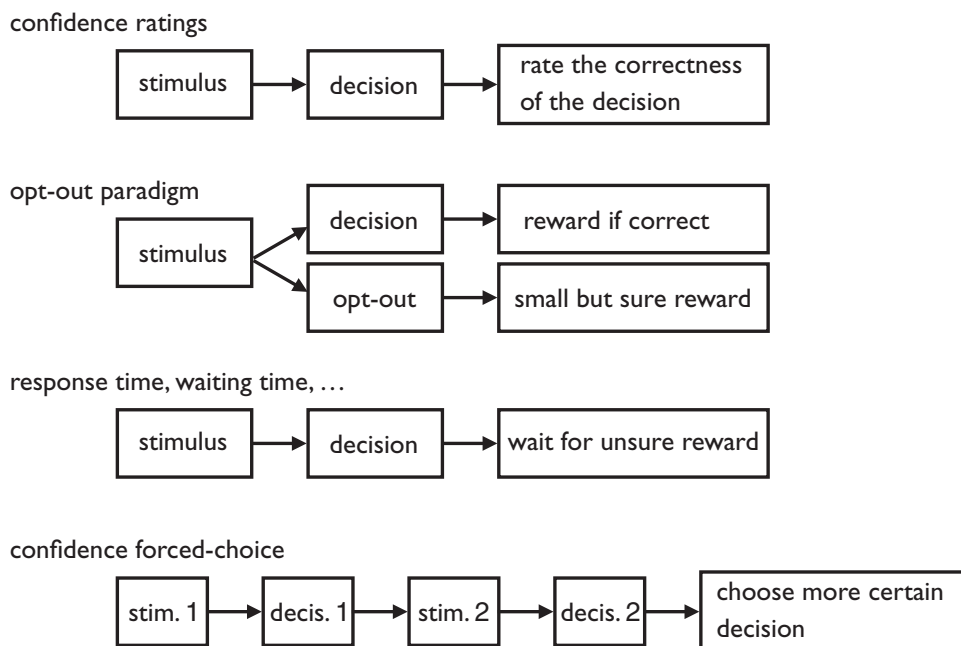 confidence ratings
stimulus
decision
rate the correctness
of the decision
opt-out paradigm
stimulus
decision
reward if correct
opt-out
small but sure reward
response time, waiting time, …
stimulus
decision
wait for unsure reward
confidence forced-choice
stim. 1
decis. 1
stim. 2
decis. 2
choose more certain
decision